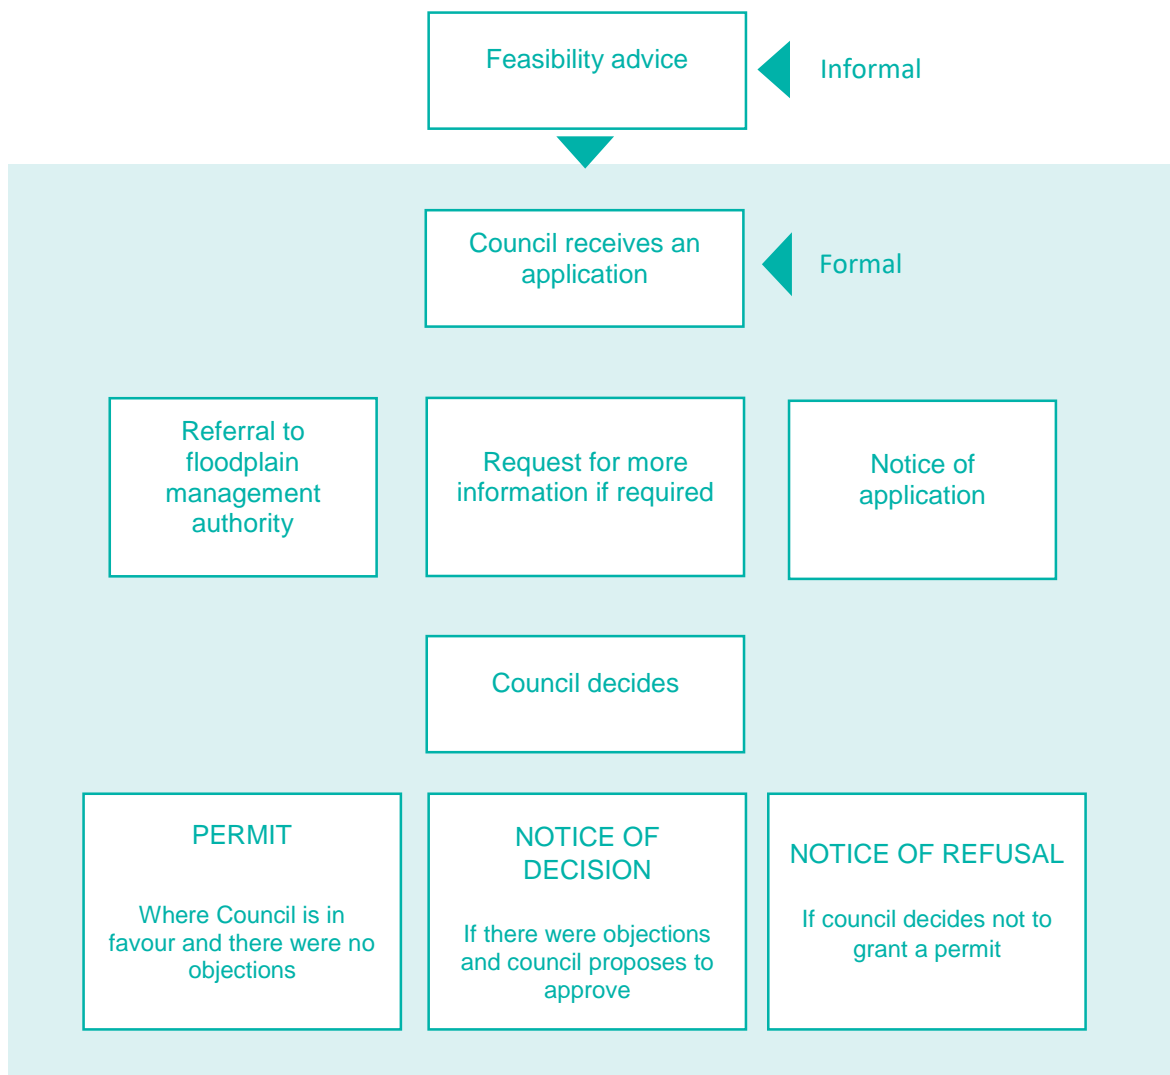 Feasibility advice
Informal
Council receives an
application
Formal
Referral to
floodplain
management
authority
Request for more
information if required
Notice of
application
Council decides
PERMIT
Where Council is in
favour and there were no
objections
NOTICE OF
DECISION
If there were objections
and council proposes to
approve
NOTICE OF REFUSAL
If council decides not to
grant a permit